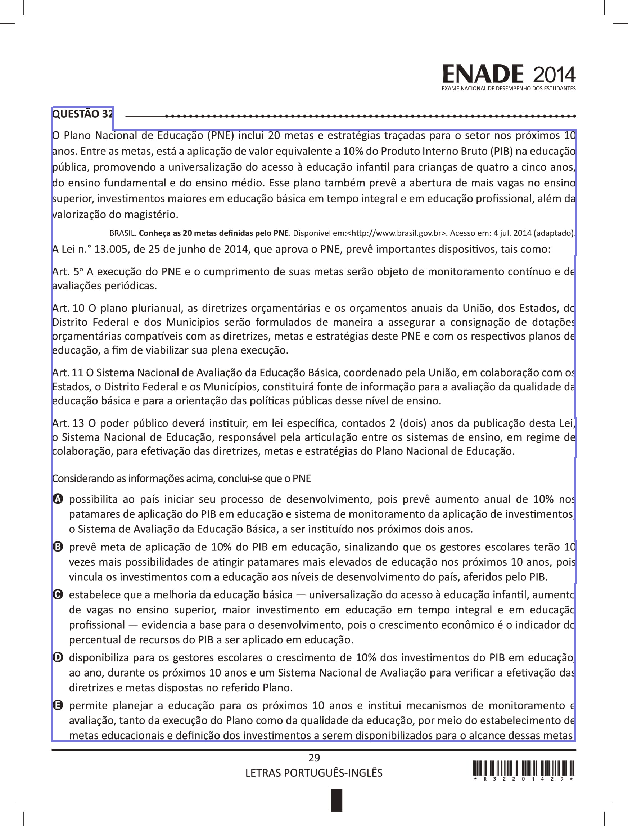 ENADE 2014
EXAME NACIONAL DE DESEMPENHO DOS ESTUDANTES
QUESTÃO 32
O Plano Nacional de Educação (PNE) inclui 20 metas e estratégias traçadas para o setor nos próximos 10
anos. Entre as metas, está a aplicação de valor equivalente a 10% do Produto Interno Bruto (PIB) na educação
pública, promovendo a universalização do acesso à educação infantil para crianças de quatro a cinco anos,
do ensino fundamental e do ensino médio. Esse plano também prevê a abertura de mais vagas no ensino
superior, investimentos maiores em educação básica em tempo integral e em educação profissional, além da
valorização do magistério.
BRASIL. Conheça as 20 metas definidas pelo PNE. Disponível em:<http://www.brasil.gov.br>. Acesso em: 4 jul. 2014 (adaptado).
A Lei n.° 13.005, de 25 de junho de 2014, que aprova o PNE, prevê importantes dispositivos, tais como:
Art. 5° A execução do PNE e o cumprimento de suas metas serão objeto de monitoramento contínuo e de
avaliações periódicas.
Art. 10 O plano plurianual, as diretrizes orçamentárias e os orçamentos anuais da União, dos Estados, do
Distrito Federal e dos Municípios serão formulados de maneira a assegurar a consignação de dotações
orçamentárias compatíveis com as diretrizes, metas e estratégias deste PNE e com os respectivos planos de
educação, a fim de viabilizar sua plena execução.
Art. 11 O Sistema Nacional de Avaliação da Educação Básica, coordenado pela União, em colaboração com os
Estados, o Distrito Federal e os Municípios, constituirá fonte de informação para a avaliação da qualidade da
educação básica e para a orientação das políticas públicas desse nível de ensino.
Art. 13 O poder público deverá instituir, em lei específica, contados 2 (dois) anos da publicação desta Lei,
o Sistema Nacional de Educação, responsável pela articulação entre os sistemas de ensino, em regime de
colaboração, para efetivação das diretrizes, metas e estratégias do Plano Nacional de Educação.
Considerando as informações acima, conclui-se que o PNE
A possibilita ao país iniciar seu processo de desenvolvimento, pois prevê aumento anual de 10% nos
patamares de aplicação do PIB em educação e sistema de monitoramento da aplicação de investimentos,
o Sistema de Avaliação da Educação Básica, a ser instituído nos próximos dois anos.
B prevê meta de aplicação de 10% do PIB em educação, sinalizando que os gestores escolares terão 10
vezes mais possibilidades de atingir patamares mais elevados de educação nos próximos 10 anos, pois
vincula os investimentos com a educação aos níveis de desenvolvimento do país, aferidos pelo PIB.
C estabelece que a melhoria da educação básica — universalização do acesso à educação infantil, aumento
de vagas no ensino superior, maior investimento em educação em tempo integral e em educação
profissional — evidencia a base para o desenvolvimento, pois o crescimento econômico é o indicador do
percentual de recursos do PIB a ser aplicado em educação.
D disponibiliza para os gestores escolares o crescimento de 10% dos investimentos do PIB em educação,
ao ano, durante os próximos 10 anos e um Sistema Nacional de Avaliação para verificar a efetivação das
diretrizes e metas dispostas no referido Plano.
E permite planejar a educação para os próximos 10 anos e institui mecanismos de monitoramento e
avaliação, tanto da execução do Plano como da qualidade da educação, por meio do estabelecimento de
metas educacionais e definição dos investimentos a serem disponibilizados para o alcance dessas metas.
29
LETRAS PORTUGUÊS-INGLÊS
*R3220142 9*